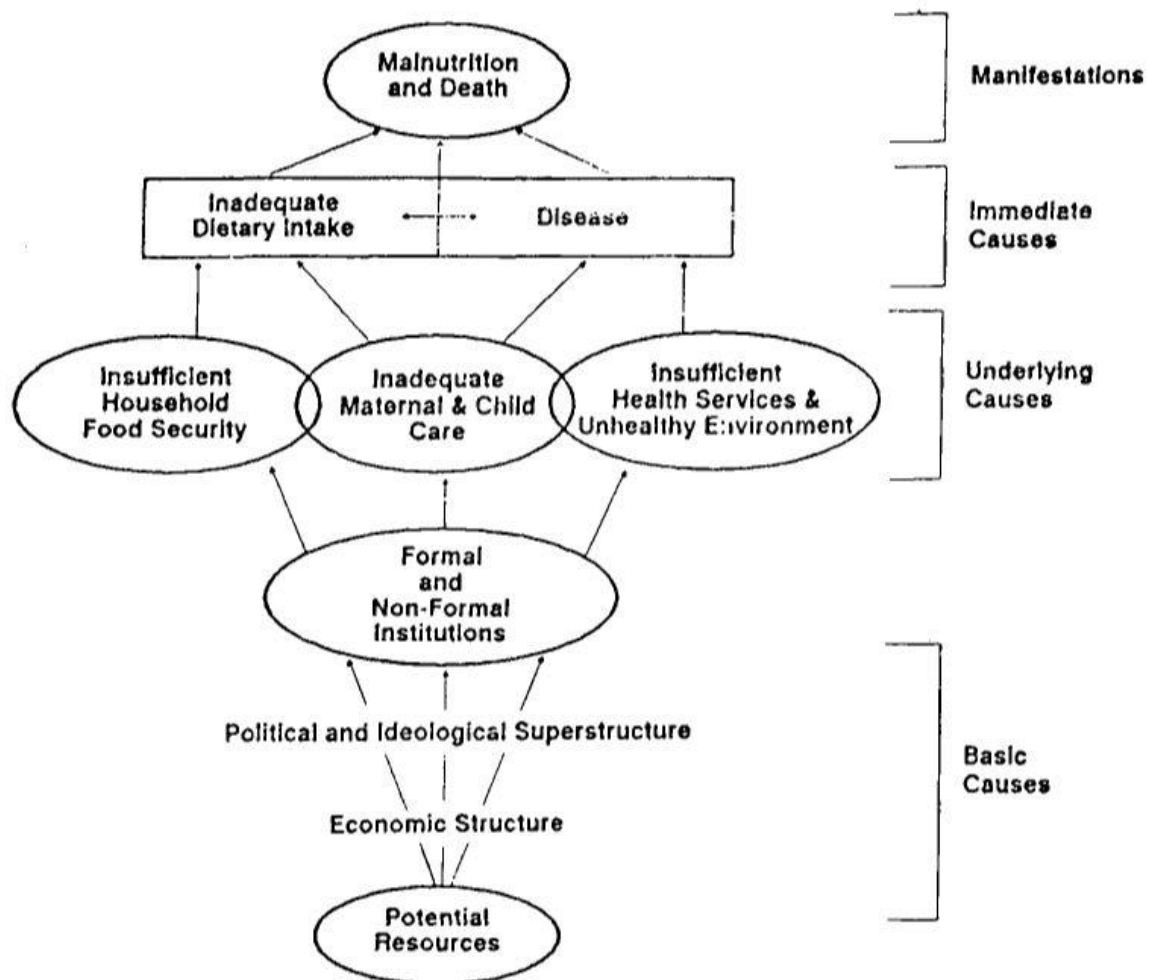 Malnutrition
and Death
Manifestations
Inadequate
Dietary Intake
Disease
Immediate
Causes
Insufficient
Household
Food Security
Inadequate
Maternal & Child
Care
Insufficient
Health Services &
Unhealthy Environment
Underlying
Causes
Formal
and
Non-Formal
Institutions
Political and Ideological Superstructure
Economic Structure
Basic
Causes
Potential
Resources